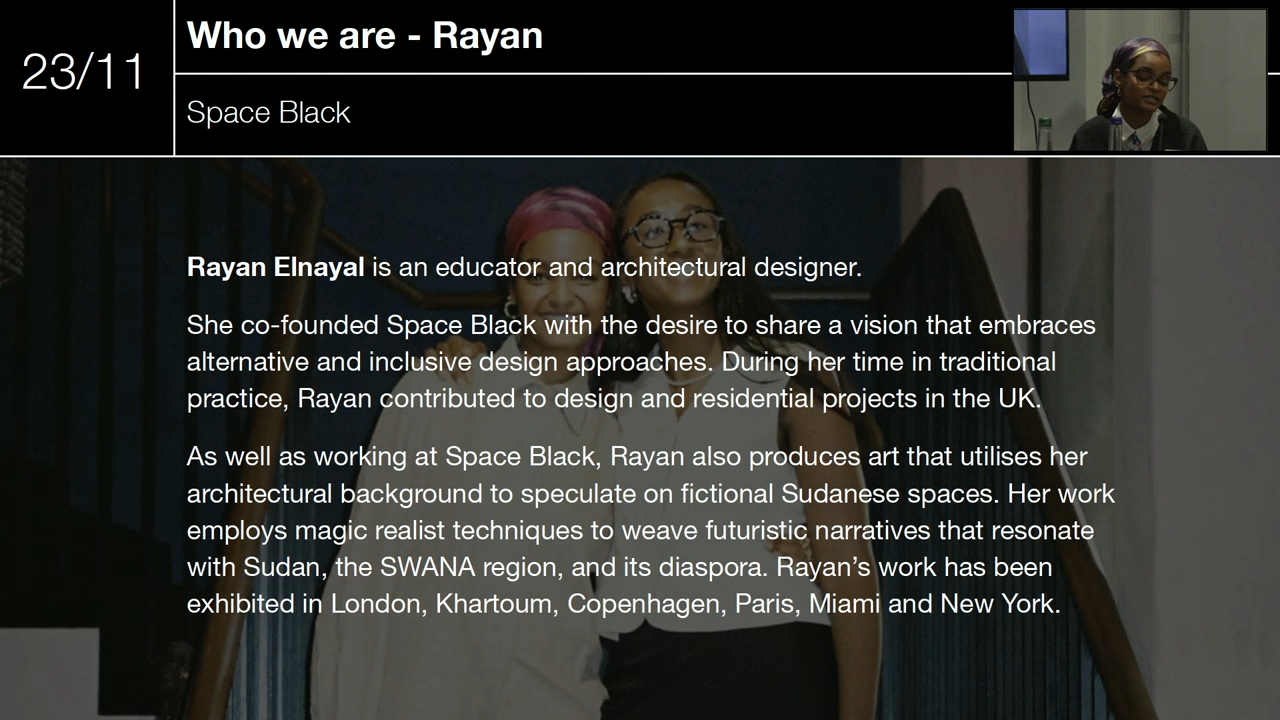 23/11
Who we are - Rayan
Space Black
Rayan Elnayal is an educator and architectural designer.
She co-founded Space Black with the desire to share a vision that embraces
alternative and inclusive design approaches. During her time in traditional
practice, Rayan contributed to design and residential projects in the UK.
As well as working at Space Black, Rayan also produces art that utilises her
architectural background to speculate on fictional Sudanese spaces. Her work
employs magic realist techniques to weave futuristic narratives that resonate
with Sudan, the SWANA region, and its diaspora. Rayan’s work has been
exhibited in London, Khartoum, Copenhagen, Paris, Miami and New York.